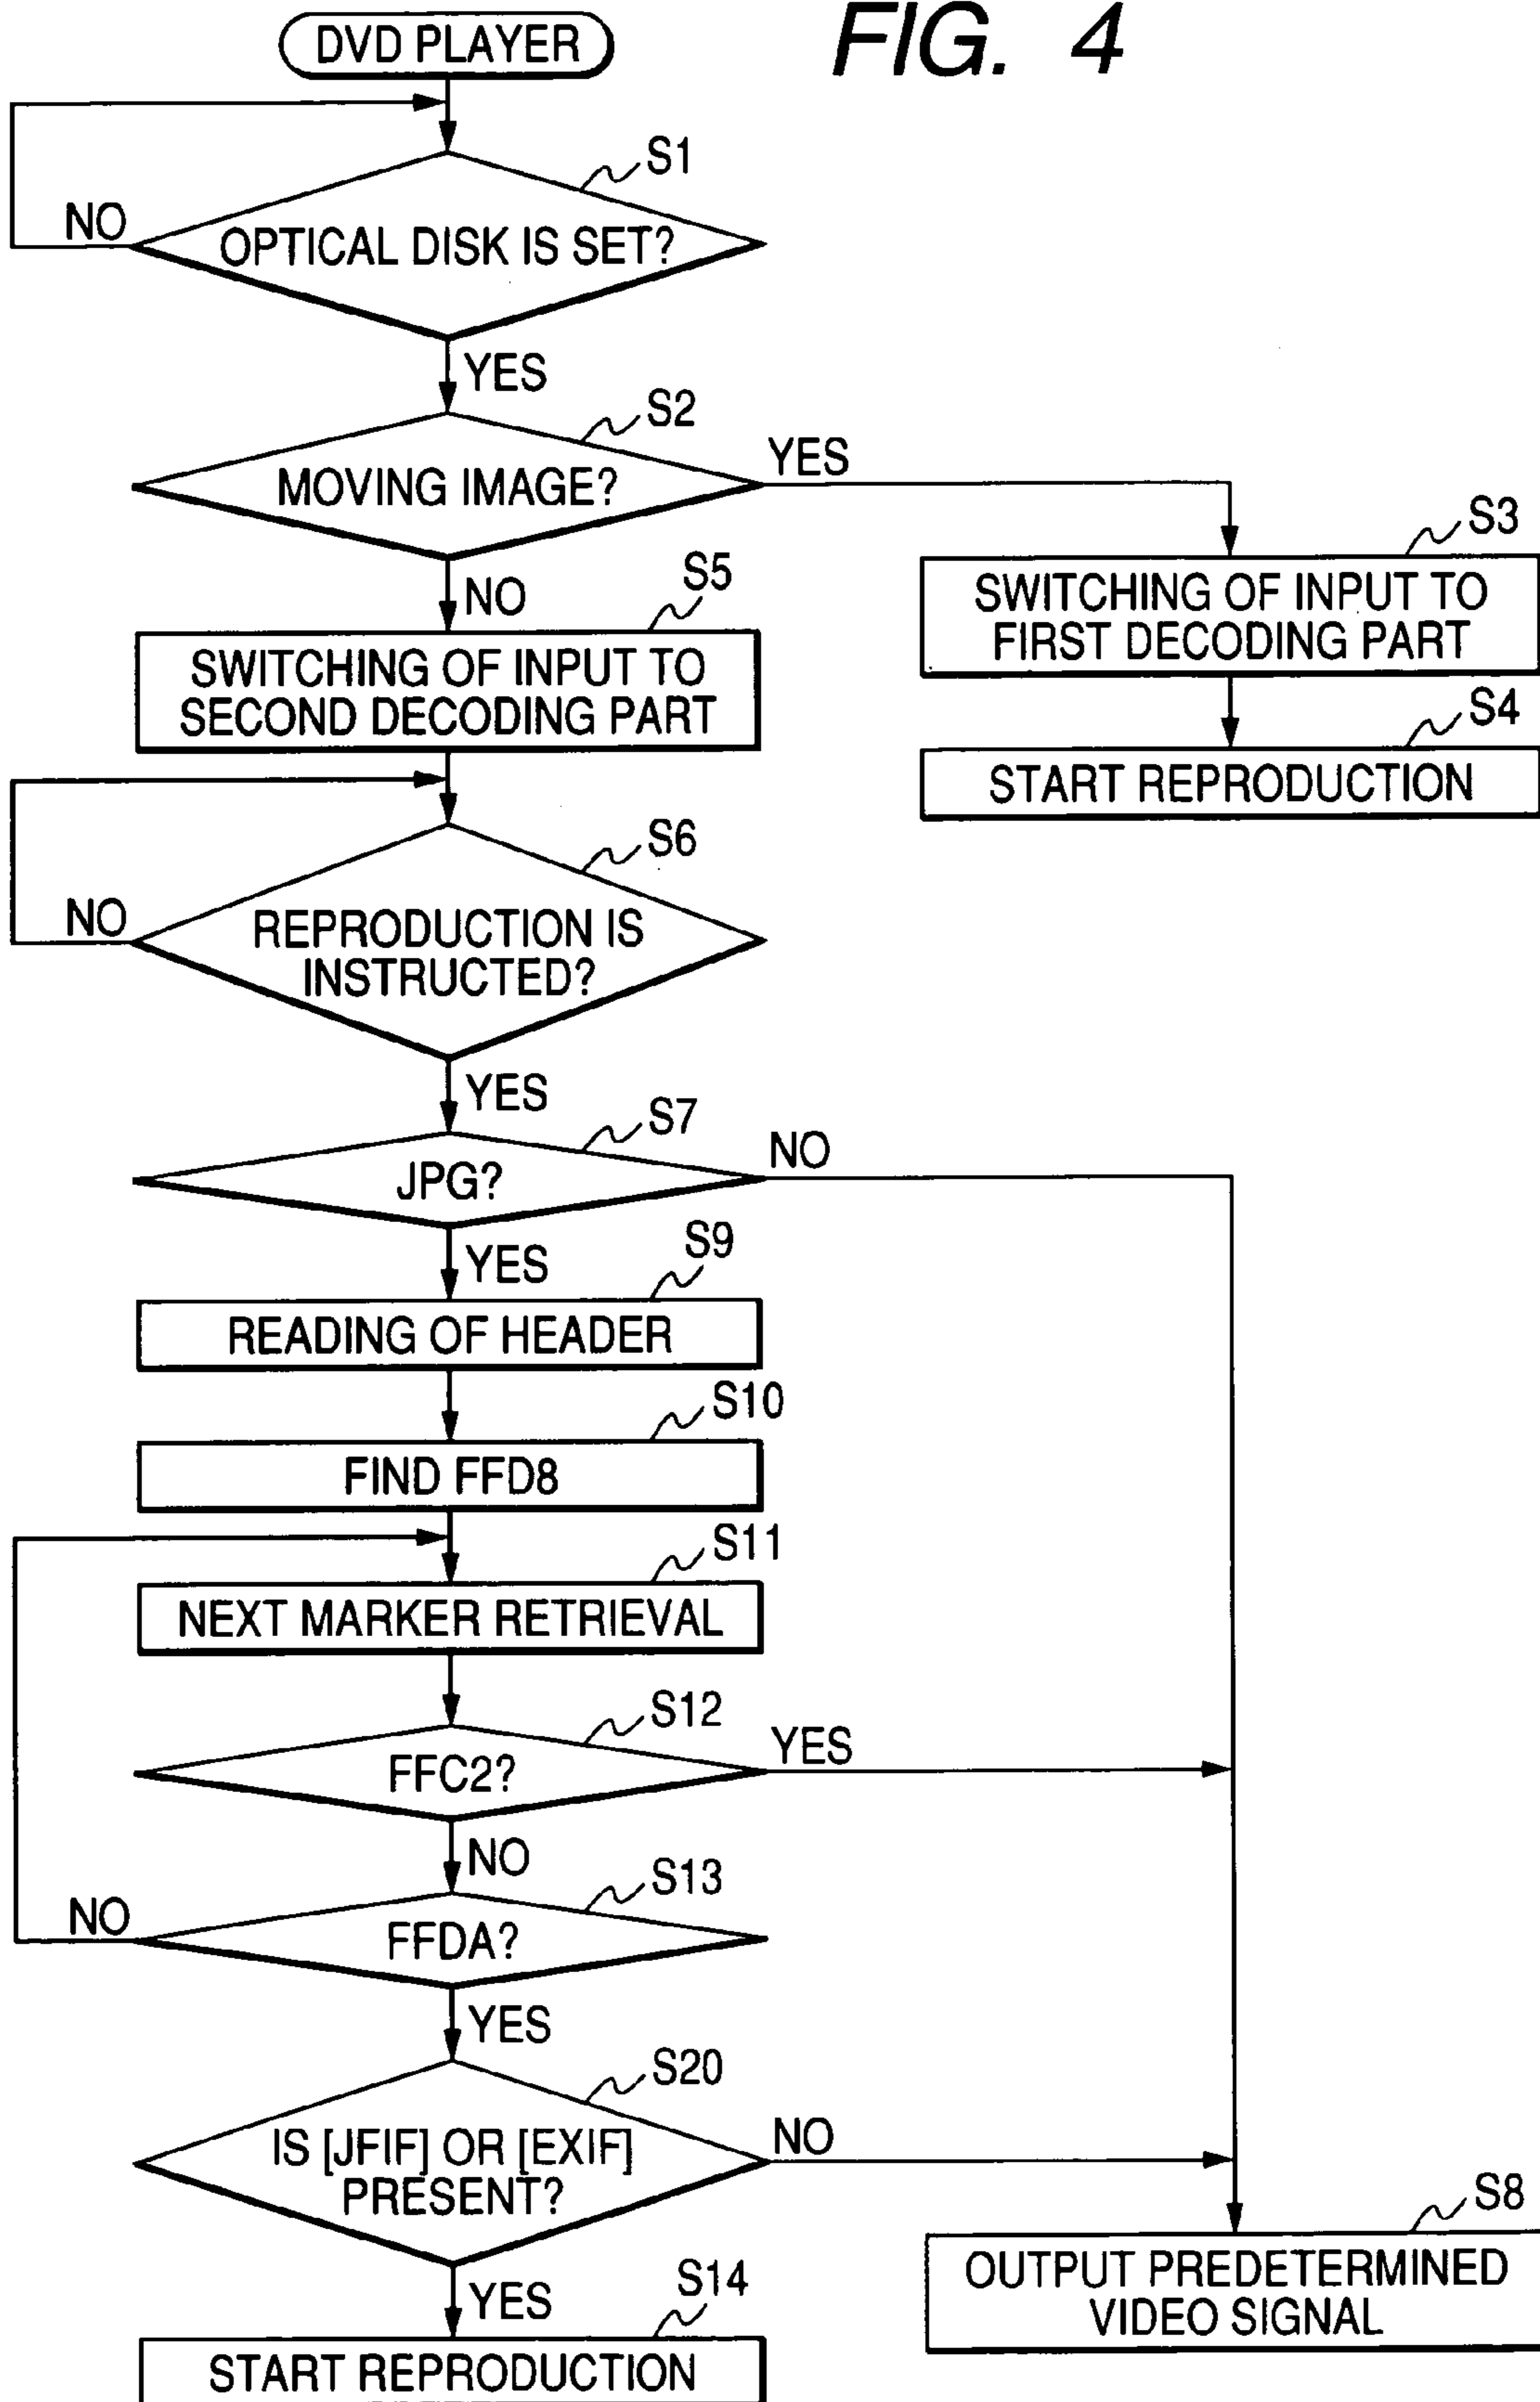 FIG. 4
DVD PLAYER
S1
NO
OPTICAL DISK IS SET?
YES
S2
MOVING IMAGE?
YES
S3
SWITCHING OF INPUT TO
FIRST DECODING PART
S4
START REPRODUCTION
NO
S5
SWITCHING OF INPUT TO
SECOND DECODING PART
S6
NO
REPRODUCTION IS
INSTRUCTED?
YES
S7
JPG?
NO
YES
S9
READING OF HEADER
S10
FIND FFD8
S11
NEXT MARKER RETRIEVAL
S12
FFC2?
YES
NO
S13
NO
FFDA?
YES
S20
IS [JFIF] OR [EXIF]
PRESENT?
NO
S8
OUTPUT PREDETERMINED
VIDEO SIGNAL
YES
S14
START REPRODUCTION